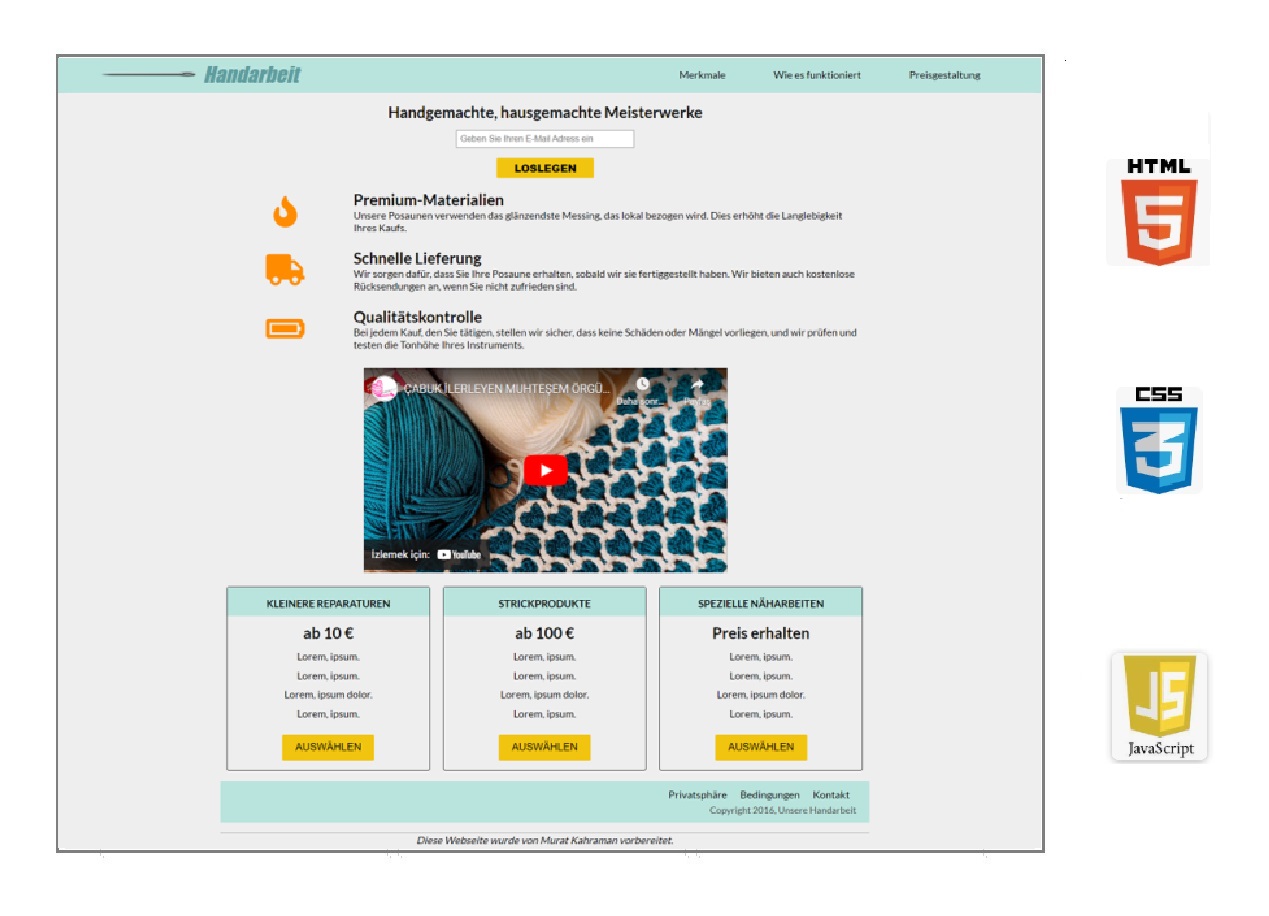 Handarbeit
Merkmale
Wie es funktioniert
Preisgestaltung
Handgemachte, hausgemachte Meisterwerke
Geben Sie Ihren E-Mail Adress ein
LOSLEGEN
Premium-Materialien
Unsere Posaunen verwenden das glänzendste Messing, das lokal bezogen wird. Dies erhöht die Langlebigkeit
Ihres Kaufs.
Schnelle Lieferung
Wir sorgen dafür, dass Sie Ihre Posaune erhalten, sobald wir sie fertiggestellt haben. Wir bieten auch kostenlose
Rücksendungen an, wenn Sie nicht zufrieden sind.
Qualitätskontrolle
Bei jedem Kauf, den Sie tätigen, stellen wir sicher, dass keine Schäden oder Mängel vorliegen, und wir prüfen und
testen die Tonhöhe Ihres Instruments.
ÇABUK İLERLEYEN MUHTEŞEM ÖRGÜ...
Daha sonr...
Paylaş
İzlemek için: YouTube
KLEINERE REPARATUREN
ab 10 €
Lorem, ipsum.
Lorem, ipsum.
Lorem, ipsum dolor.
Lorem, ipsum.
AUSWÄHLEN
STRICKPRODUKTE
ab 100 €
Lorem, ipsum.
Lorem, ipsum.
Lorem, ipsum dolor.
Lorem, ipsum.
AUSWÄHLEN
SPEZIELLE NÄHARBEITEN
Preis erhalten
Lorem, ipsum.
Lorem, ipsum.
Lorem, ipsum dolor.
Lorem, ipsum.
AUSWÄHLEN
Privatsphäre Bedingungen Kontakt
Copyright 2016, Unsere Handarbeit
Diese Webseite wurde von Murat Kahraman vorbereitet.
HTML
5
CSS
3
JS
JavaScript